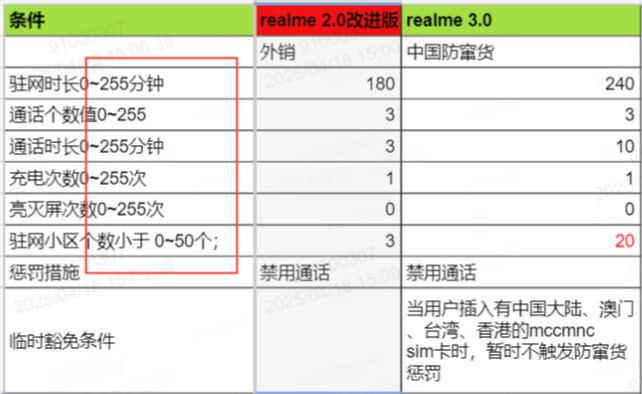 条件 realme 2.0改进版 realme 3.0
外销 中国防窜货
驻网时长0~255分钟 180 240
通话个数值0~255 3 3
通话时长0~255分钟 3 10
充电次数0~255次 1 1
亮灭屏次数0~255次 0 0
驻网小区个数小于 0~50个； 3 20
惩罚措施 禁用通话 禁用通话
临时豁免条件
当用户插入有中国大陆、澳门
、台湾、香港的mccmnc
sim卡时，暂时不触发防窜货
惩罚